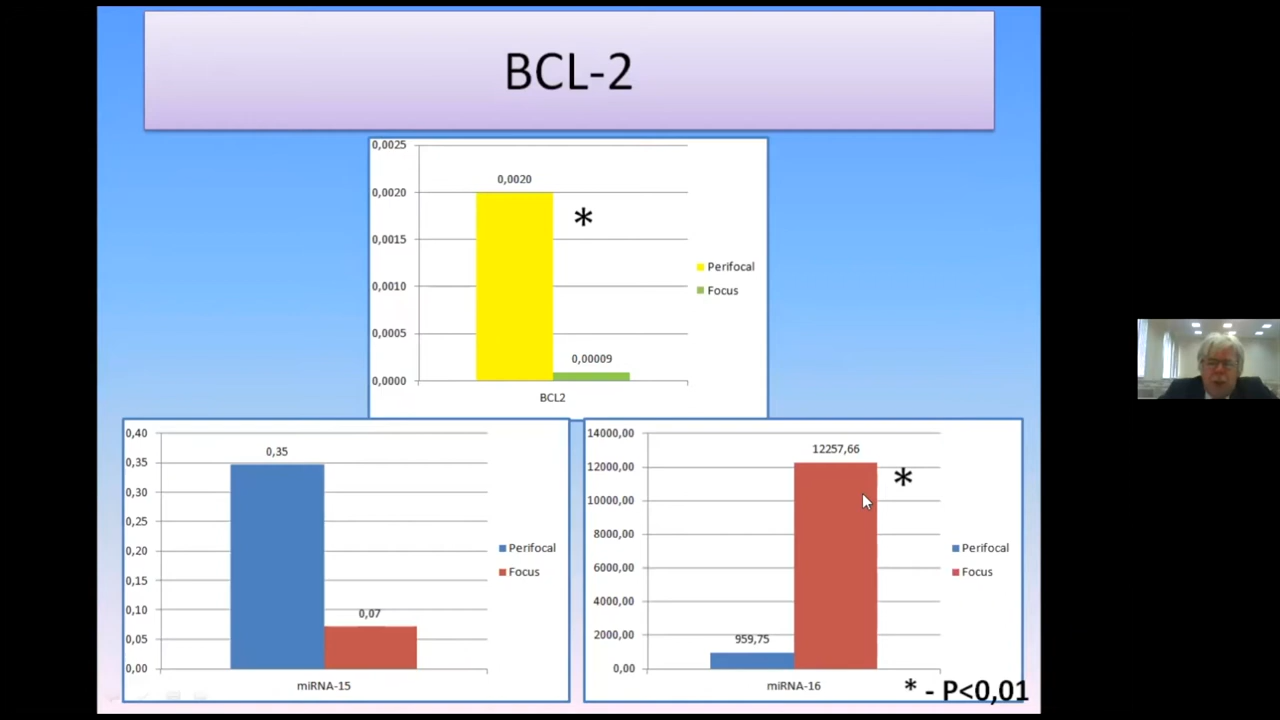 BCL-2
0,0025
0,0020
0,0015
0,0010
0,0005
0,0000
0,0020
*
0,00009
BCL2
Perifocal
Focus
0,40
0,35
0,30
0,25
0,20
0,15
0,10
0,05
0,00
0,35
0,07
miRNA-15
Perifocal
Focus
14000,00
12000,00
10000,00
8000,00
6000,00
4000,00
2000,00
0,00
12257,66
*
959,75
miRNA-16
Perifocal
Focus
* - P<0,01